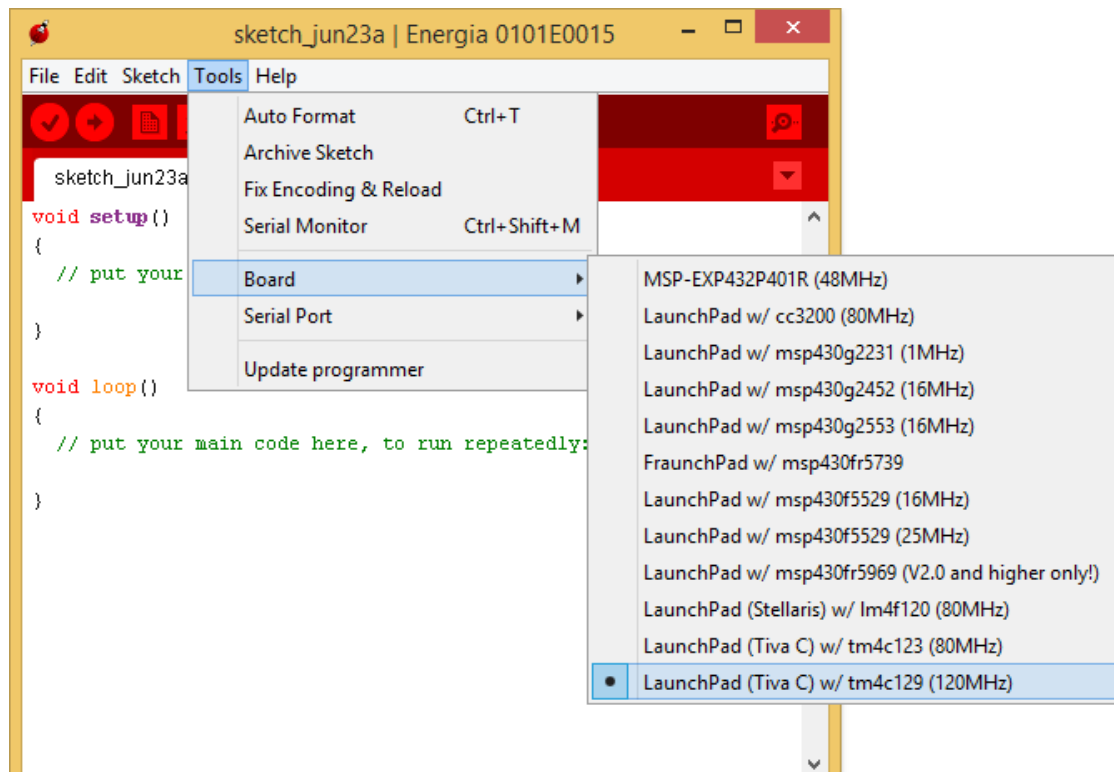 sketch_jun23a | Energia 0101E0015
File Edit Sketch Tools Help
Auto Format Ctrl+T
Archive Sketch
Fix Encoding & Reload
Serial Monitor Ctrl+Shift+M
Board
Serial Port
Update programmer
sketch_jun23a
void setup()
{
// put your
}
void loop()
{
// put your main code here, to run repeatedly:
}
MSP-EXP432P401R (48MHz)
LaunchPad w/ cc3200 (80MHz)
LaunchPad w/ msp430g2231 (1MHz)
LaunchPad w/ msp430g2452 (16MHz)
LaunchPad w/ msp430g2553 (16MHz)
FraunchPad w/ msp430fr5739
LaunchPad w/ msp430f5529 (16MHz)
LaunchPad w/ msp430f5529 (25MHz)
LaunchPad w/ msp430fr5969 (V2.0 and higher only!)
LaunchPad (Stellaris) w/ lm4f120 (80MHz)
LaunchPad (Tiva C) w/ tm4c123 (80MHz)
LaunchPad (Tiva C) w/ tm4c129 (120MHz)